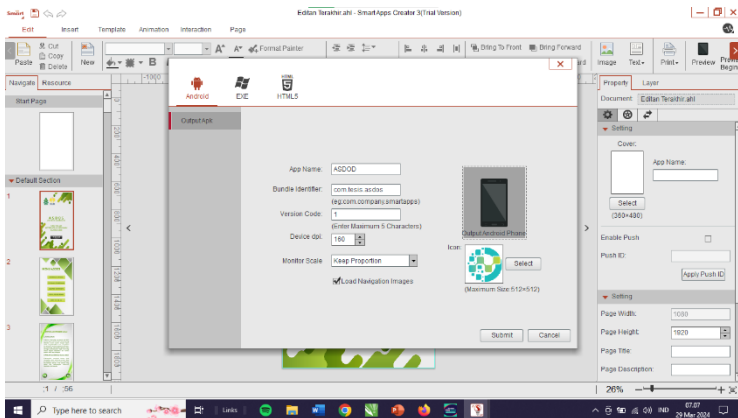 Editan Terakhir.ahl - SmartApps Creater 3(Trial Version)
Edit Insert Template Animation Interaction Page
Paste
Cut
Copy
Delete
New
B
A+ A- Format Painter
Bring To Front Bring Forward
Image Text Print Preview
Navigate Resource
Start Page
Default Section
1
2
3
:1 / :56
Android EXE HTML5
Output Apk
App Name: ASDOD
Bundle Identifier: com.tesis.asdos
(eg:com.company.smartapps)
Version Code: 1
(Enter Maximum 5 Characters)
Device dpi: 160
Monitor Scale Keep Proportion
Load Navigation Images
Output Android Phone
Icon:
Select
(Maximum Size:512×512)
Submit Cancel
Property Layer
Document Editan Terakhir.ahl
Setting
Cover:
App Name:
Select
(360×480)
Enable Push
Push ID:
Apply Push ID
Setting
Page Width: 1080
Page Height: 1920
Page Title:
Page Description:
26%
Type here to search
Links
IND
07.07
29 Mar 2024